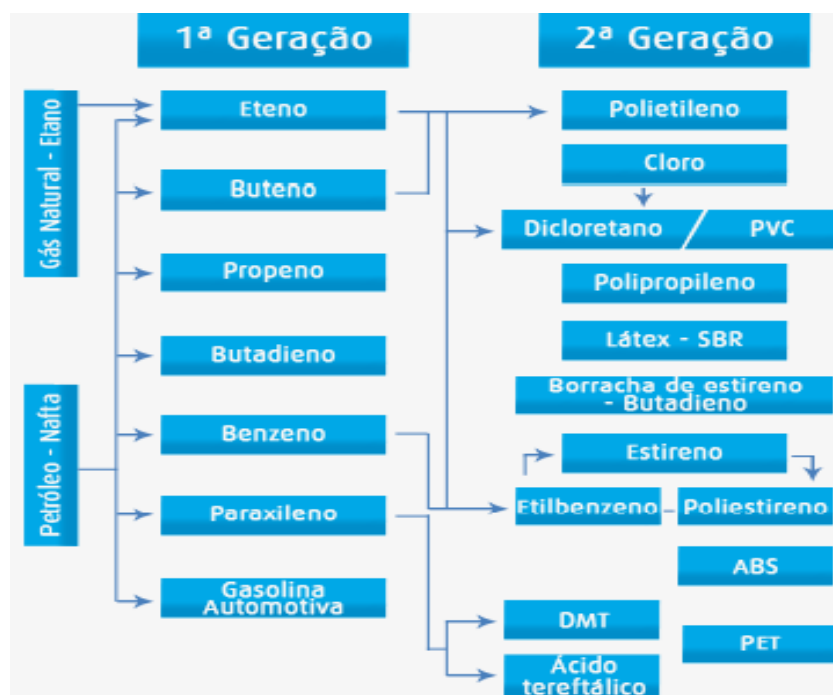 1ª Geração
2ª Geração
Gás Natural - Etano
Petróleo - Nafta
Eteno
Buteno
Propeno
Butadieno
Benzeno
Paraxileno
Gasolina
Automotiva
Polietileno
Cloro
Dicloretano / PVC
Polipropileno
Látex - SBR
Borracha de estireno
- Butadieno
Estireno
Etilbenzeno - Poliestireno
ABS
DMT
PET
Ácido
tereftálico